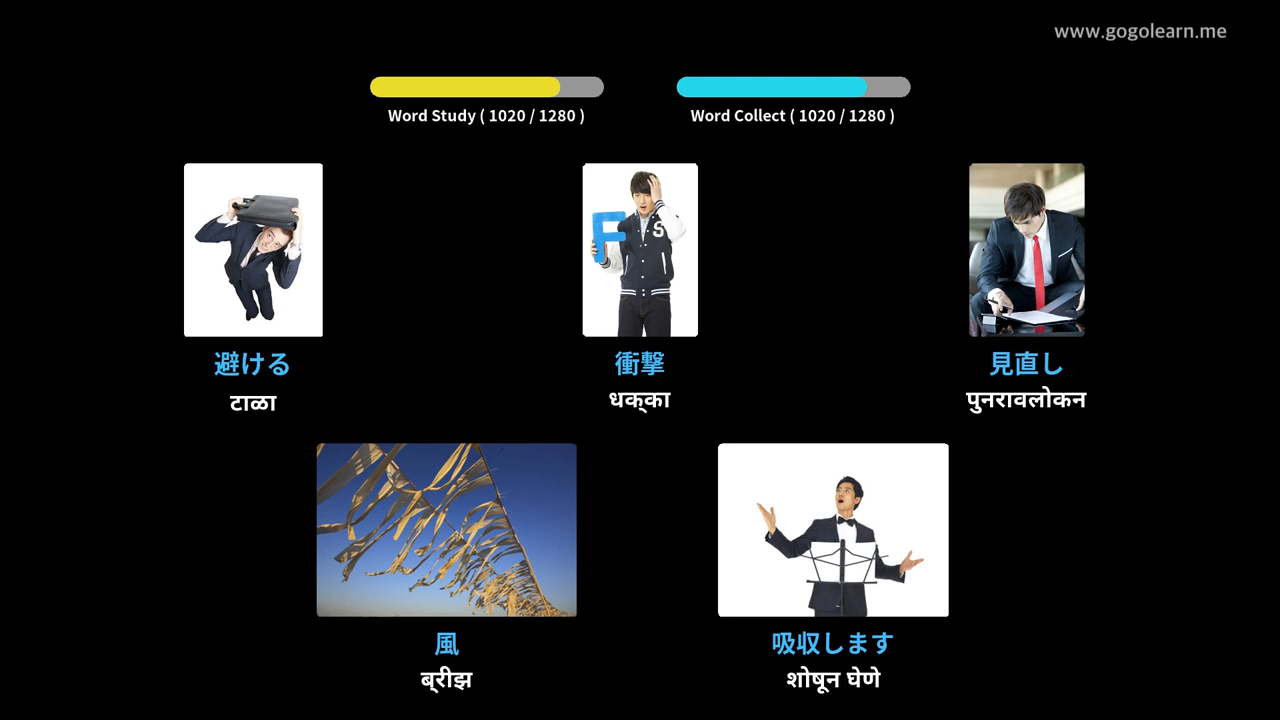 www.gogolearn.me
Word Study ( 1020 / 1280 )
Word Collect ( 1020 / 1280 )
F
S
避ける
टाळा
衝撃
धक्का
見直し
पुनरावलोकन
風
ब्रीझ
吸収します
शोषून घेणे